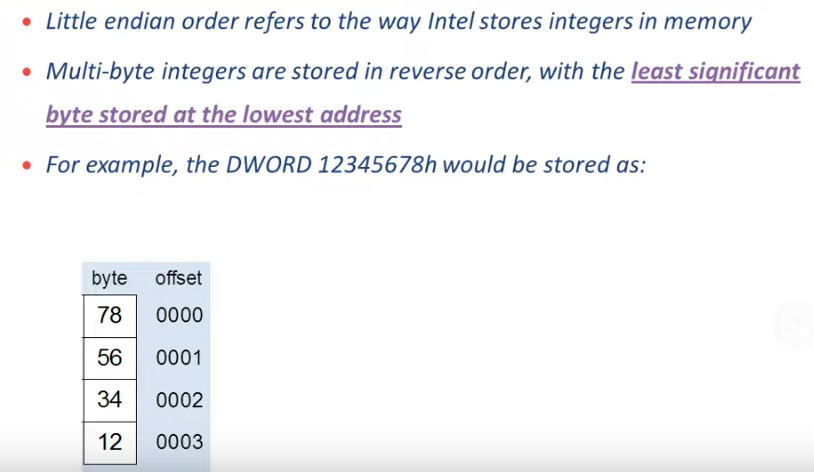 Little endian order refers to the way Intel stores integers in memory
Multi-byte integers are stored in reverse order, with the least significant
byte stored at the lowest address
For example, the DWORD 12345678h would be stored as:
byte offset
78 0000
56 0001
34 0002
12 0003